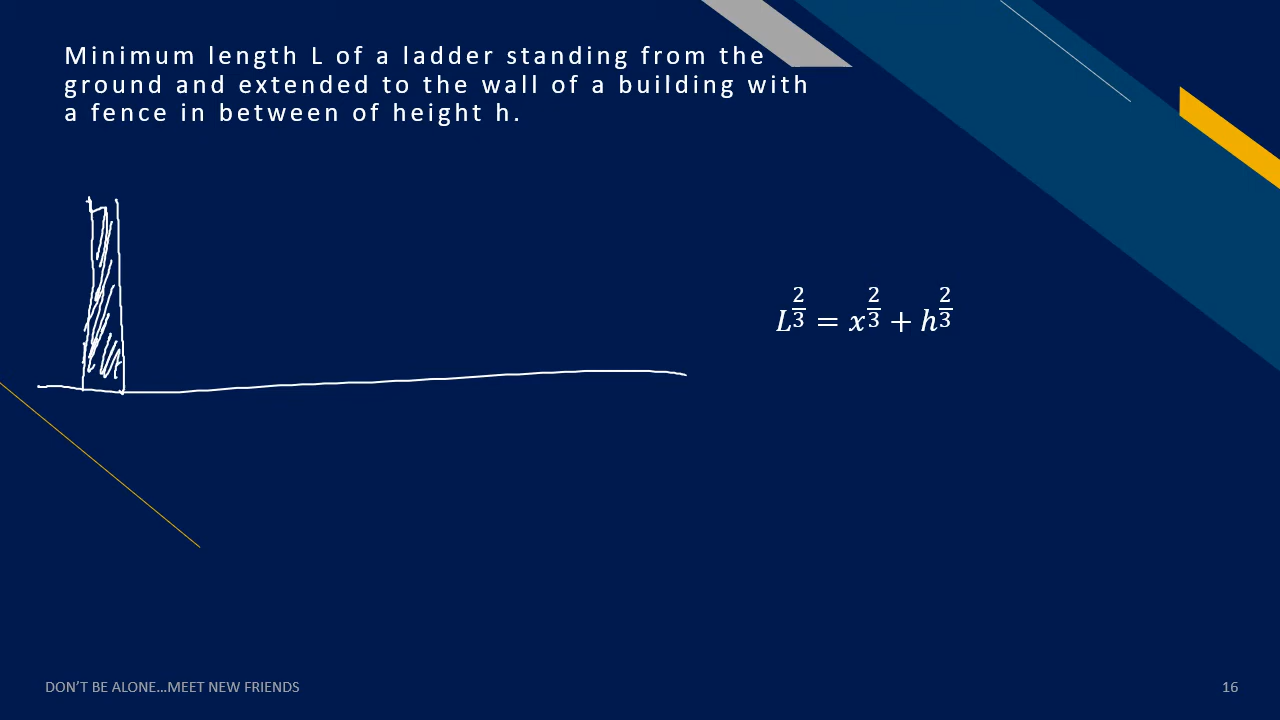 Minimum length L of a ladder standing from the
ground and extended to the wall of a building with
a fence in between of height h.
L^{2/3} = x^{2/3} + h^{2/3}
DON'T BE ALONE…MEET NEW FRIENDS
16